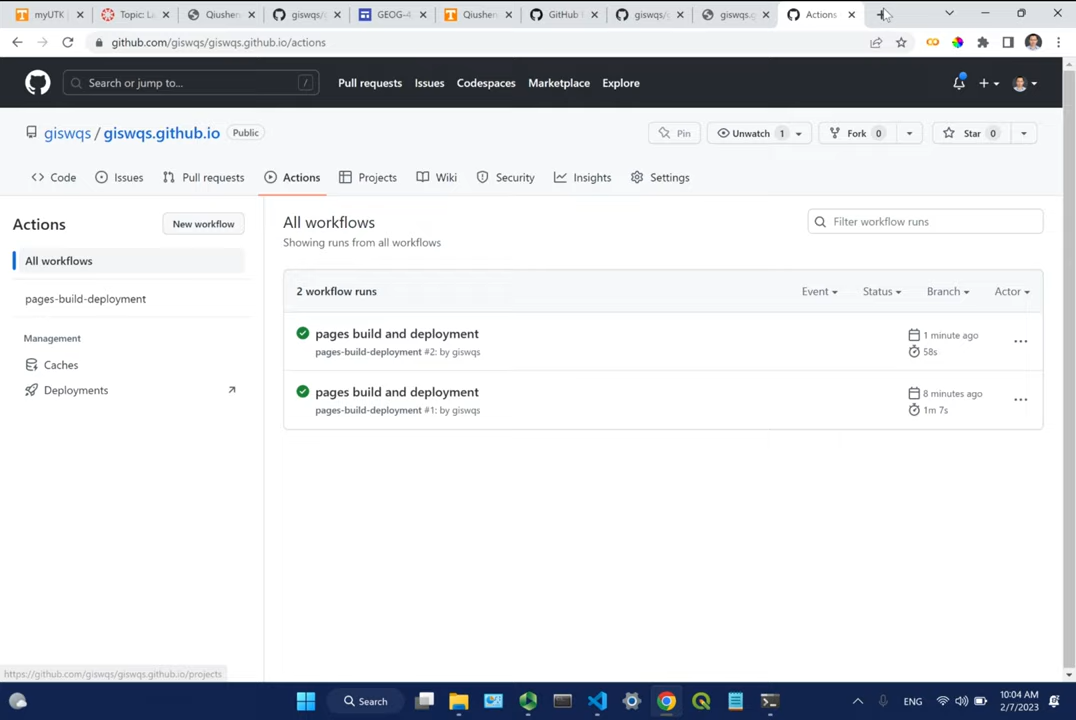 myUTK
Topic: L
Qiushen
giswqs/
GEOG-4
Qiushen
GitHub
giswqs/
giswqs.g
Actions
github.com/giswqs/giswqs.github.io/actions
Search or jump to...
/
Pull requests
Issues
Codespaces
Marketplace
Explore
giswqs / giswqs.github.io
Public
Pin
Unwatch 1
Fork 0
Star 0
Code
Issues
Pull requests
Actions
Projects
Wiki
Security
Insights
Settings
Actions
New workflow
All workflows
pages-build-deployment
Management
Caches
Deployments
All workflows
Showing runs from all workflows
Filter workflow runs
2 workflow runs
Event
Status
Branch
Actor
pages build and deployment
pages-build-deployment #2: by giswqs
1 minute ago
58s
pages build and deployment
pages-build-deployment #1: by giswqs
8 minutes ago
1m 7s
https://github.com/giswqs/giswqs.github.io/projects
Search
ENG
10:04 AM
2/7/2023